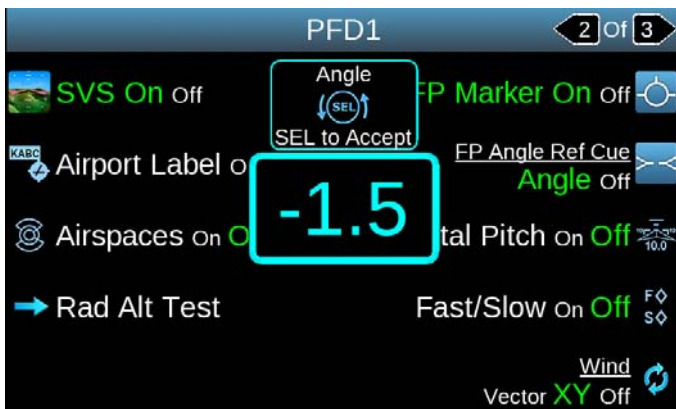 PFD1
2 Of 3
SVS On Off
Angle
SEL
SEL to Accept
FP Marker On Off
KABC
Airport Label
FP Angle Ref Cue
Angle Off
-1.5
Airspaces On
Pitch On Off
10.0
Rad Alt Test
Fast/Slow On Off
F
S
Wind
Vector XY Off